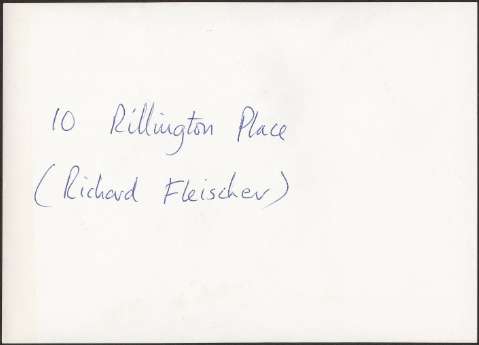 10 Rillington Place
(Richard Fleischer)